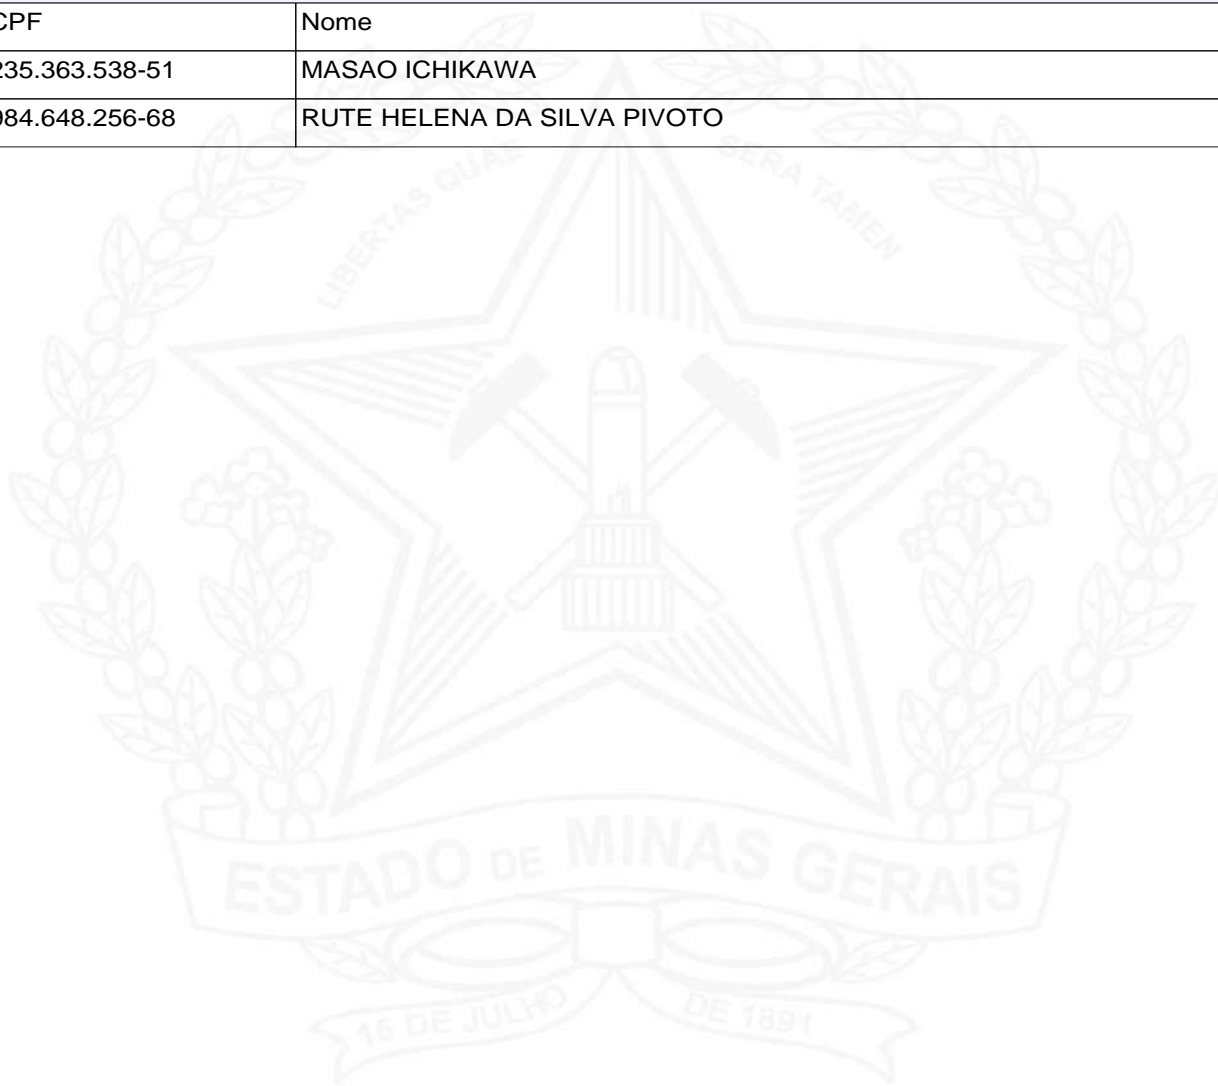 CPF Nome
235.363.538-51 MASAO ICHIKAWA
984.648.256-68 RUTE HELENA DA SILVA PIVOTO
LIBERTAS QUAE SERA TAMEN
ESTADO DE MINAS GERAIS
15 DE JULHO DE 1891